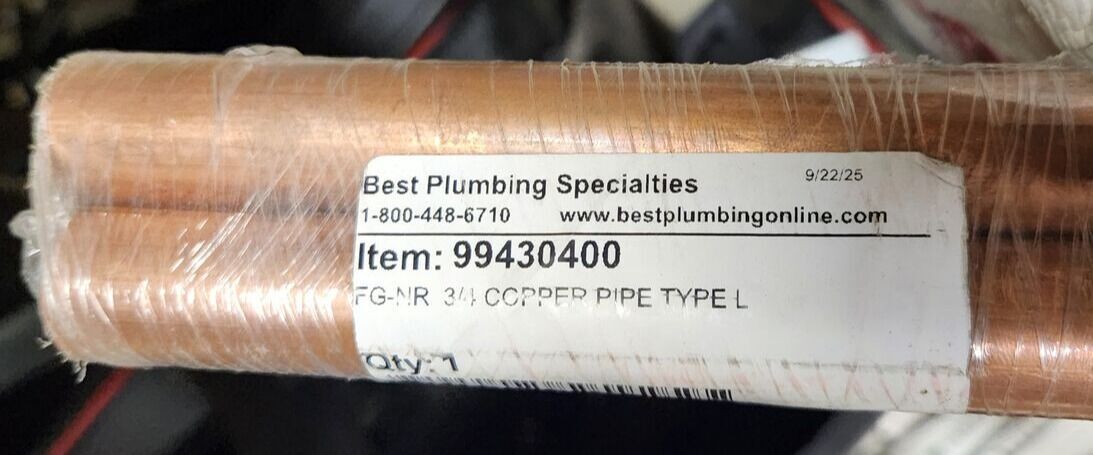 Best Plumbing Specialties 9/22/25
1-800-448-6710 www.bestplumbingonline.com
Item: 99430400
FG-NR 3/4 COPPER PIPE TYPE L
Qty: 1